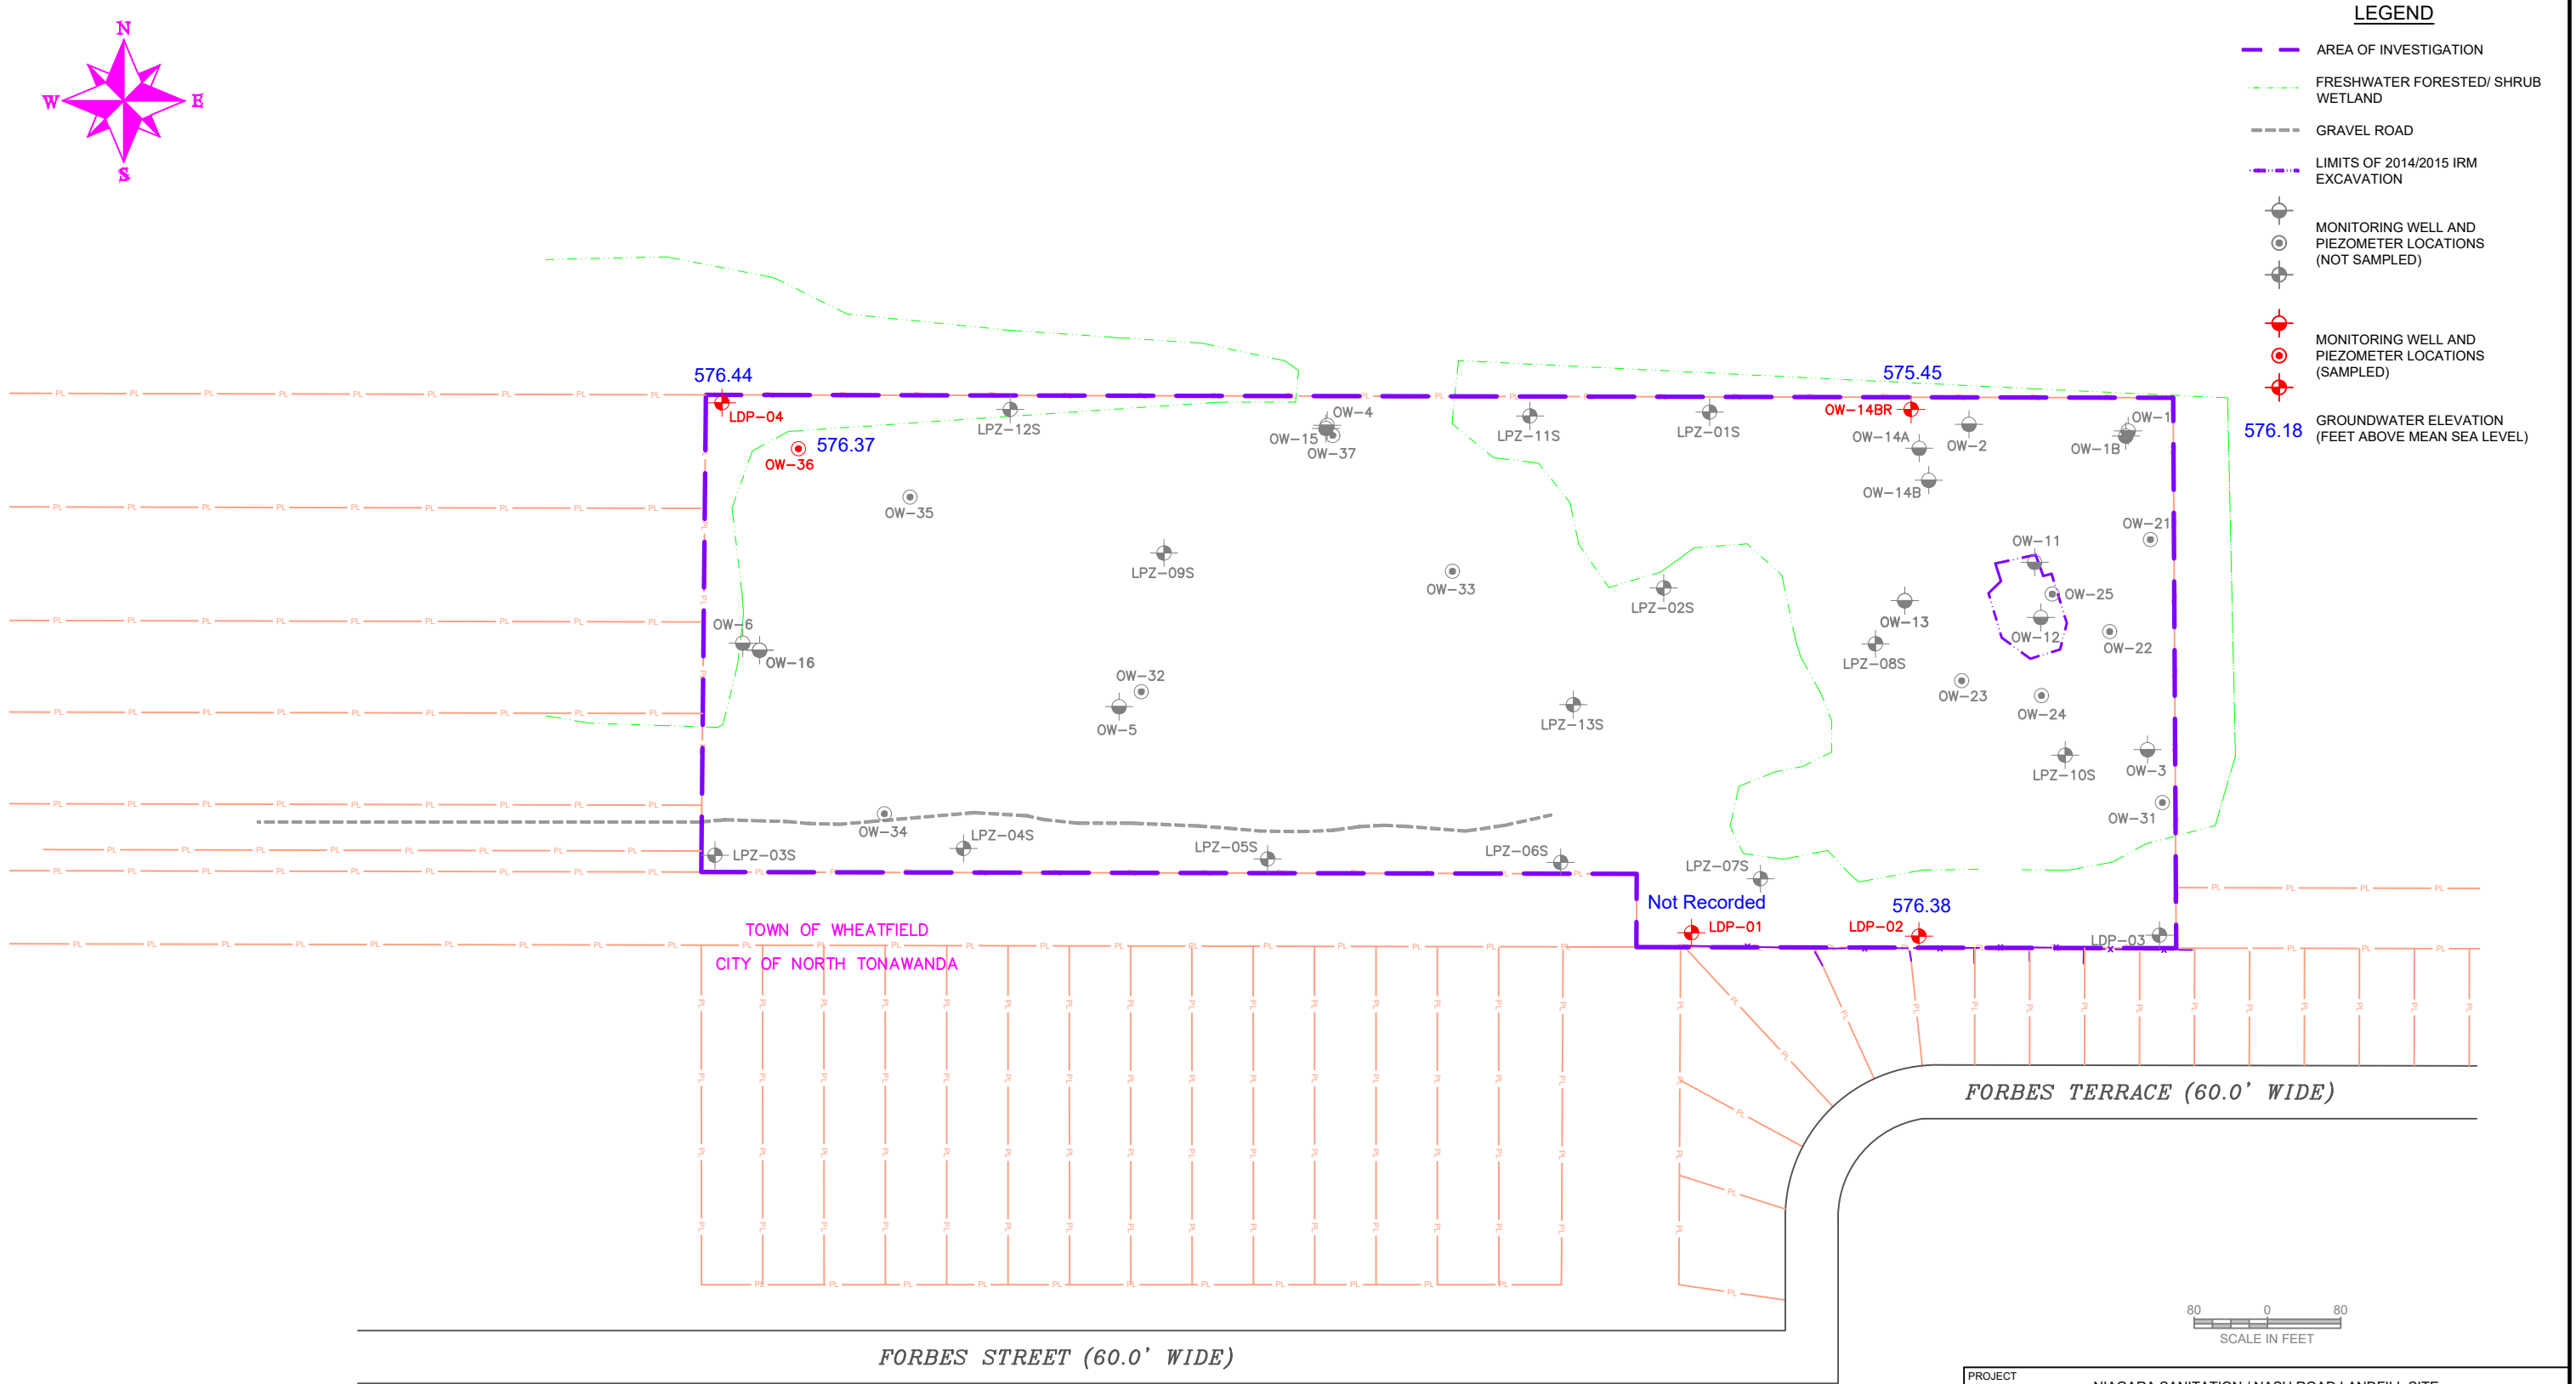 LEGEND
AREA OF INVESTIGATION
FRESHWATER FORESTED/ SHRUB
WETLAND
GRAVEL ROAD
LIMITS OF 2014/2015 IRM
EXCAVATION
MONITORING WELL AND
PIEZOMETER LOCATIONS
(NOT SAMPLED)
MONITORING WELL AND
PIEZOMETER LOCATIONS
(SAMPLED)
576.18
GROUNDWATER ELEVATION
(FEET ABOVE MEAN SEA LEVEL)
N
W
E
S
576.44
LDP-04
OW-36
576.37
LPZ-12S
OW-4
OW-15
OW-37
LPZ-11S
LPZ-01S
575.45
OW-14BR
OW-14A
OW-2
OW-14B
OW-1
OW-1B
OW-35
LPZ-09S
OW-33
LPZ-02S
OW-21
OW-11
OW-25
OW-13
OW-12
OW-22
LPZ-08S
OW-6
OW-16
OW-32
OW-5
LPZ-13S
OW-23
OW-24
LPZ-10S
OW-3
OW-31
OW-34
LPZ-03S
LPZ-04S
LPZ-05S
LPZ-06S
LPZ-07S
Not Recorded
LDP-01
576.38
LDP-02
LDP-03
TOWN OF WHEATFIELD
CITY OF NORTH TONAWANDA
FORBES TERRACE (60.0' WIDE)
FORBES STREET (60.0' WIDE)
80 0 80
SCALE IN FEET
PROJECT